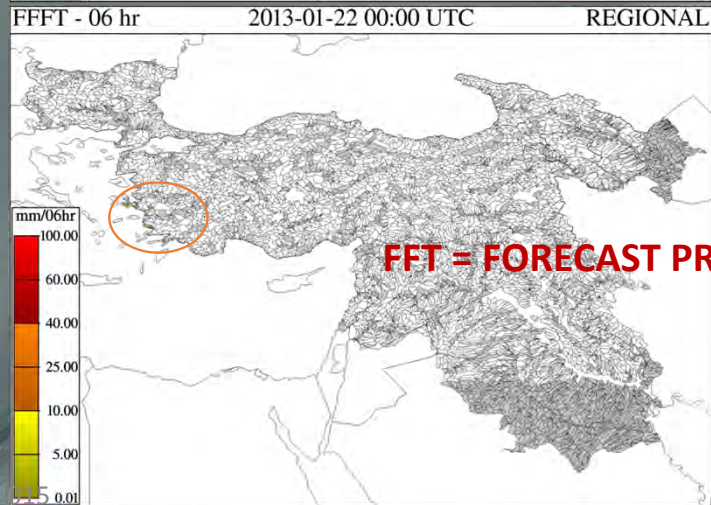 FFFT - 06 hr 2013-01-22 00:00 UTC REGIONAL
mm/06hr
100.00
60.00
40.00
FFT = FORECAST PR
25.00
10.00
5.00
0.01